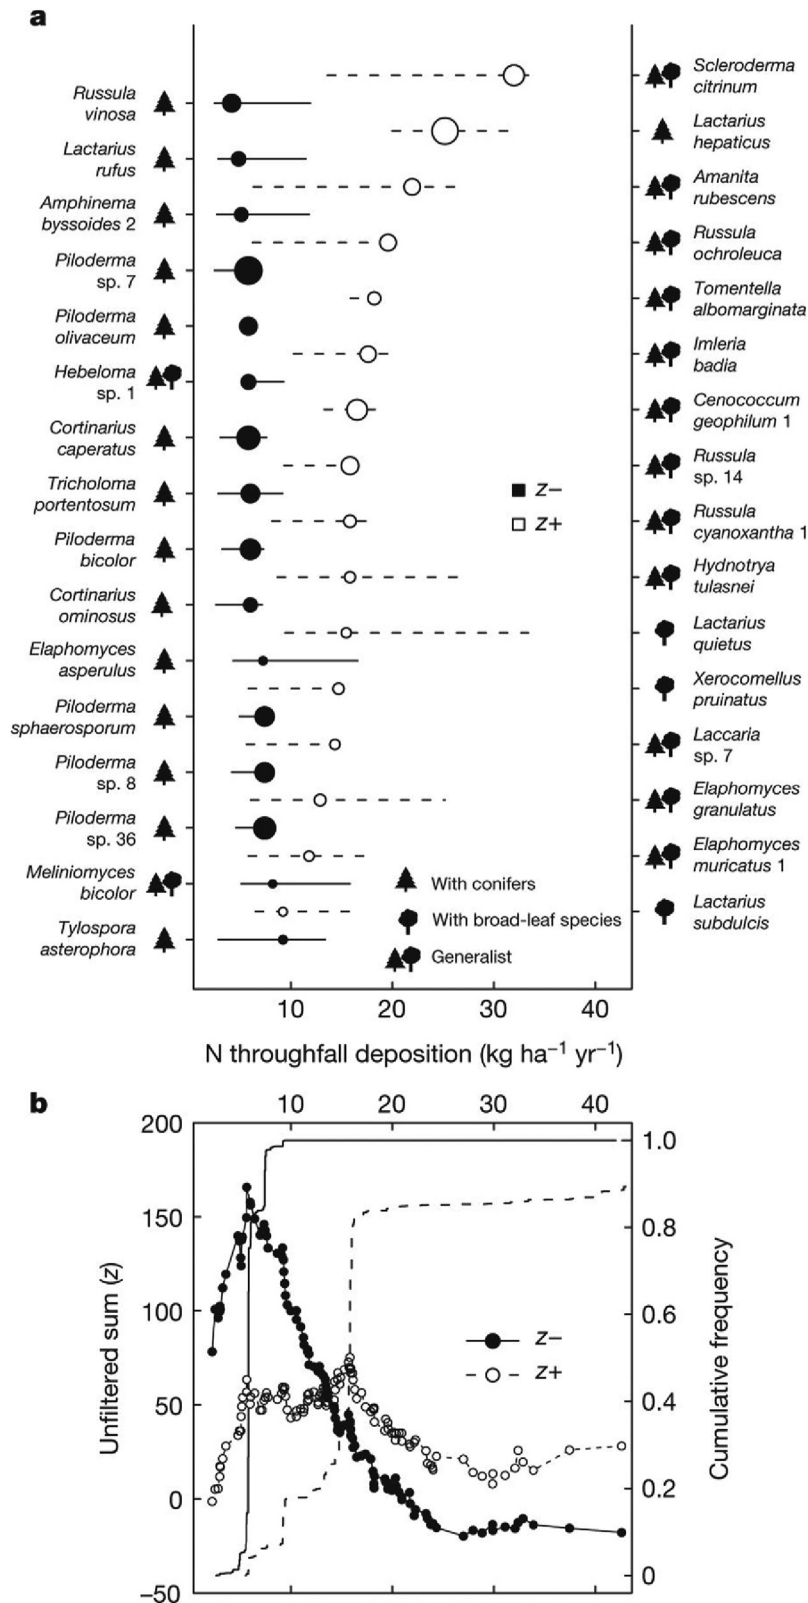 a
Russula
vinosa
Lactarius
rufus
Amphinema
byssoides 2
Piloderma
sp. 7
Piloderma
olivaceum
Hebeloma
sp. 1
Cortinarius
caperatus
Tricholoma
portentosum
Piloderma
bicolor
Cortinarius
ominosus
Elaphomyces
asperulus
Piloderma
sphaerosporum
Piloderma
sp. 8
Piloderma
sp. 36
Meliniomyces
bicolor
Tylospora
asterophora
Scleroderma
citrinum
Lactarius
hepaticus
Amanita
rubescens
Russula
ochroleuca
Tomentella
albomarginata
Imleria
badia
Cenococcum
geophilum 1
Russula
sp. 14
Russula
cyanoxantha 1
Hydnotrya
tulasnei
Lactarius
quietus
Xerocomellus
pruinatus
Laccaria
sp. 7
Elaphomyces
granulatus
Elaphomyces
muricatus 1
Lactarius
subdulcis
z−
z+
With conifers
With broad-leaf species
Generalist
10 20 30 40
N throughfall deposition (kg ha⁻¹ yr⁻¹)
b
10 20 30 40
200
150
100
50
0
−50
Unfiltered sum (z)
z−
z+
1.0
0.8
0.6
0.4
0.2
0
Cumulative frequency